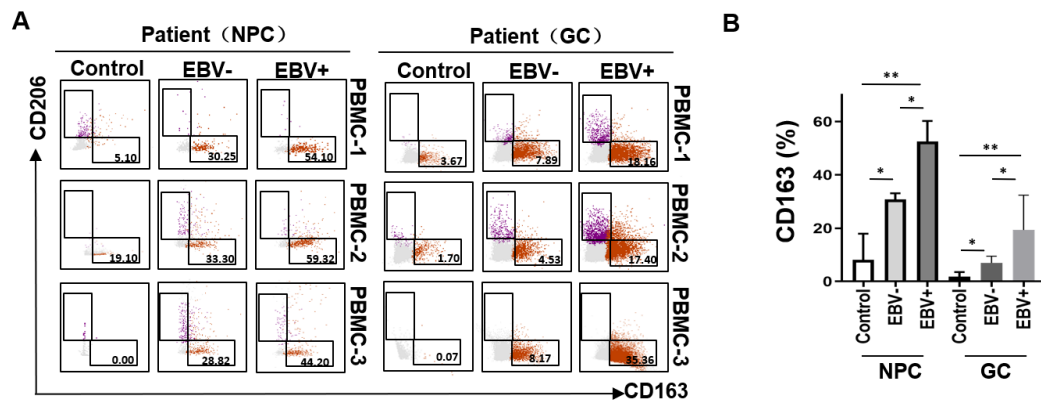 A
Patient（NPC）
Patient（GC）
Control EBV- EBV+
Control EBV- EBV+
CD206
5.10 30.25 54.10
PBMC-1
3.67 7.89 18.16
PBMC-1
19.10 33.30 59.32
PBMC-2
1.70 4.53 17.40
PBMC-2
0.00 28.82 44.20
PBMC-3
0.07 8.17 35.36
PBMC-3
CD163
B
CD163 (%)
60
40
20
0
**
*
*
**
*
*
Control EBV- EBV+ Control EBV- EBV+
NPC GC